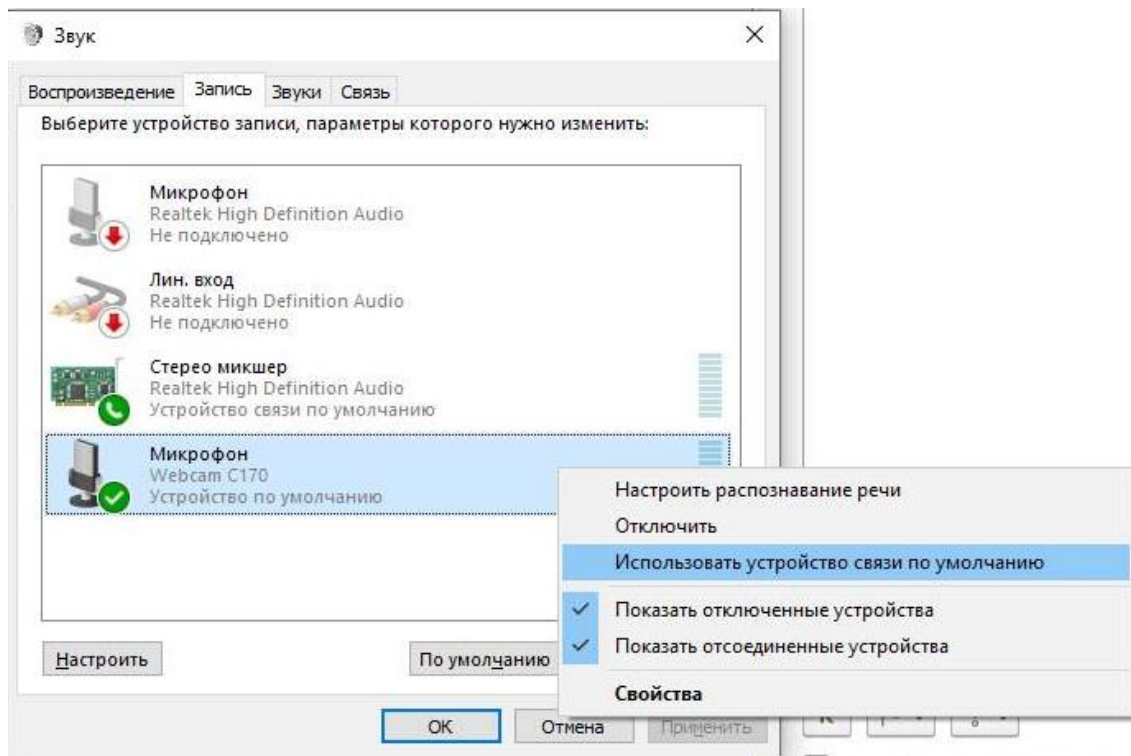 Звук
Воспроизведение Запись Звуки Связь
Выберите устройство записи, параметры которого нужно изменить:
Микрофон
Realtek High Definition Audio
Не подключено
Лин. вход
Realtek High Definition Audio
Не подключено
Стерео микшер
Realtek High Definition Audio
Устройство связи по умолчанию
Микрофон
Webcam C170
Устройство по умолчанию
Настроить распознавание речи
Отключить
Использовать устройство связи по умолчанию
Показать отключенные устройства
Показать отсоединенные устройства
Свойства
Настроить По умолчанию
ОК Отмена Применить